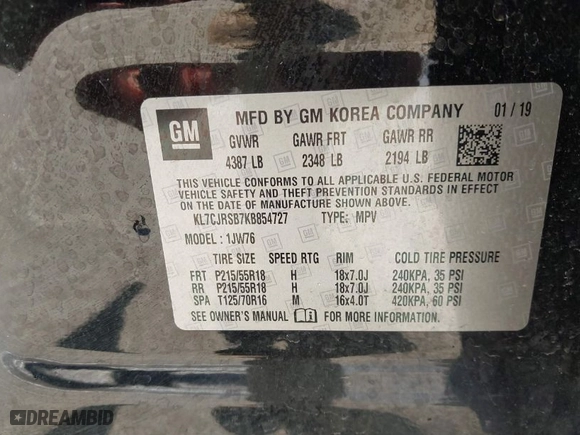 GM
MFD BY GM KOREA COMPANY 01/19
GVWR GAWR FRT GAWR RR
4387 LB 2348 LB 2194 LB
THIS VEHICLE CONFORMS TO ALL APPLICABLE U.S. FEDERAL MOTOR
VEHICLE SAFETY AND THEFT PREVENTION STANDARDS IN EFFECT
ON THE DATE OF MANUFACTURE SHOWN ABOVE.
KL7CJRSB7KB854727 TYPE: MPV
MODEL: 1JW76
TIRE SIZE SPEED RTG RIM COLD TIRE PRESSURE
FRT P215/55R18 H 18x7.0J 240KPA, 35 PSI
RR P215/55R18 H 18x7.0J 240KPA, 35 PSI
SPA T125/70R16 M 16x4.0T 420KPA, 60 PSI
SEE OWNER'S MANUAL FOR MORE INFORMATION.
DREAMBID